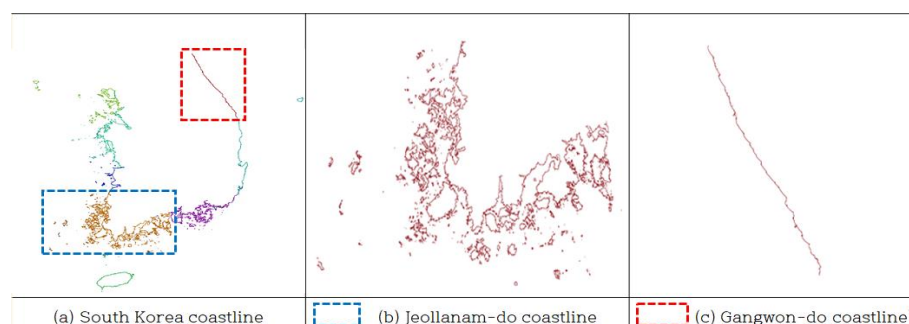 (a) South Korea coastline
(b) Jeollanam-do coastline
(c) Gangwon-do coastline